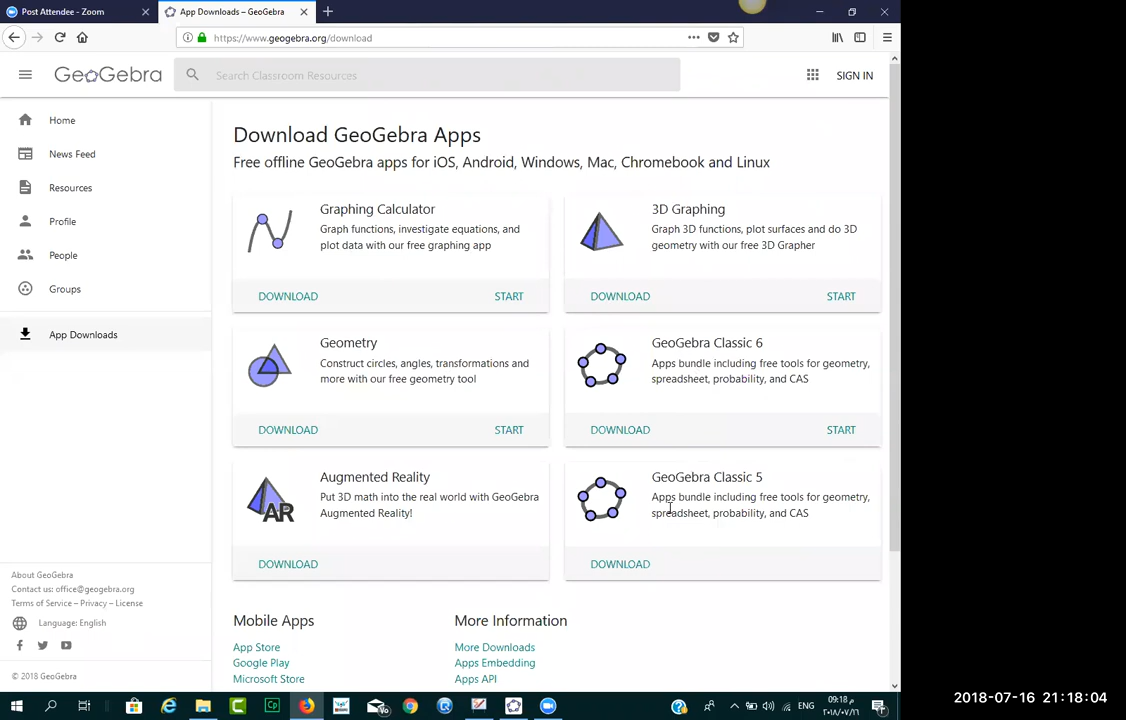 Post Attendee - Zoom
App Downloads – GeoGebra
https://www.geogebra.org/download
GeoGebra
Search Classroom Resources
SIGN IN
Home
News Feed
Resources
Profile
People
Groups
App Downloads
About GeoGebra
Contact us: office@geogebra.org
Terms of Service – Privacy – License
Language: English
© 2018 GeoGebra
Download GeoGebra Apps
Free offline GeoGebra apps for iOS, Android, Windows, Mac, Chromebook and Linux
Graphing Calculator
Graph functions, investigate equations, and
plot data with our free graphing app
DOWNLOAD START
3D Graphing
Graph 3D functions, plot surfaces and do 3D
geometry with our free 3D Grapher
DOWNLOAD START
Geometry
Construct circles, angles, transformations and
more with our free geometry tool
DOWNLOAD START
GeoGebra Classic 6
Apps bundle including free tools for geometry,
spreadsheet, probability, and CAS
DOWNLOAD START
Augmented Reality
AR
Put 3D math into the real world with GeoGebra
Augmented Reality!
DOWNLOAD
GeoGebra Classic 5
Apps bundle including free tools for geometry,
spreadsheet, probability, and CAS
DOWNLOAD
Mobile Apps
App Store
Google Play
Microsoft Store
More Information
More Downloads
Apps Embedding
Apps API
Cp
ENG
2018-07-16 21:18:04